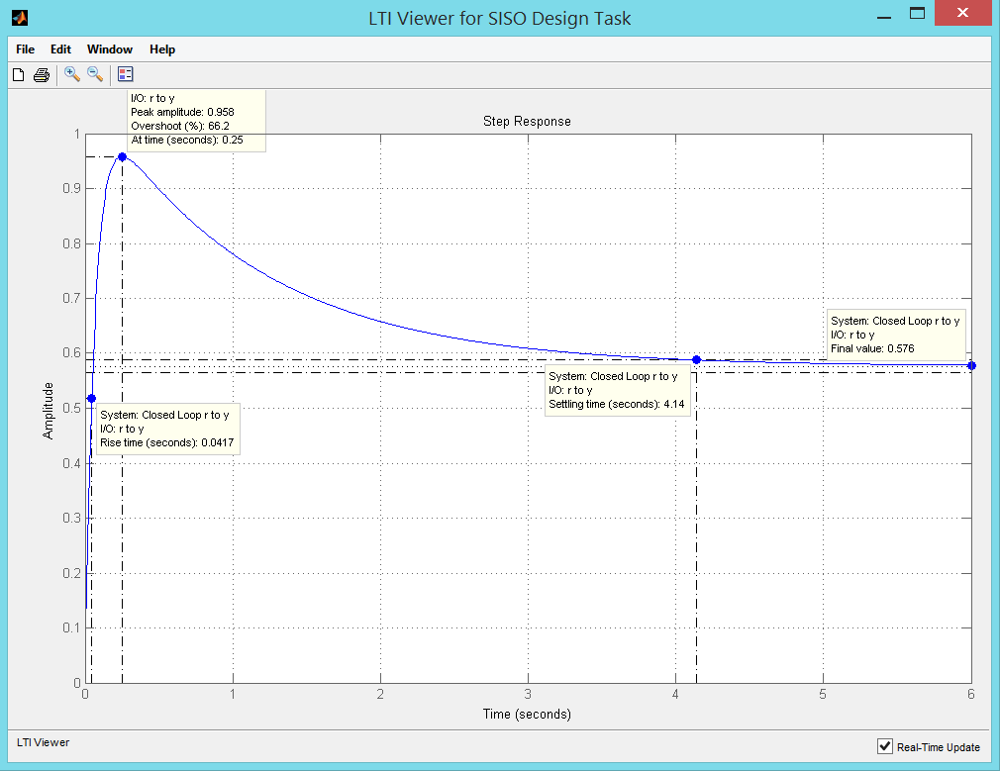 LTI Viewer for SISO Design Task
File Edit Window Help
I/O: r to y
Peak amplitude: 0.958
Overshoot (%): 66.2
At time (seconds): 0.25
Step Response
1
0.9
0.8
0.7
0.6
0.5
0.4
0.3
0.2
0.1
0
Amplitude
System: Closed Loop r to y
I/O: r to y
Final value: 0.576
System: Closed Loop r to y
I/O: r to y
Settling time (seconds): 4.14
System: Closed Loop r to y
I/O: r to y
Rise time (seconds): 0.0417
0 1 2 3 4 5 6
Time (seconds)
LTI Viewer
Real-Time Update